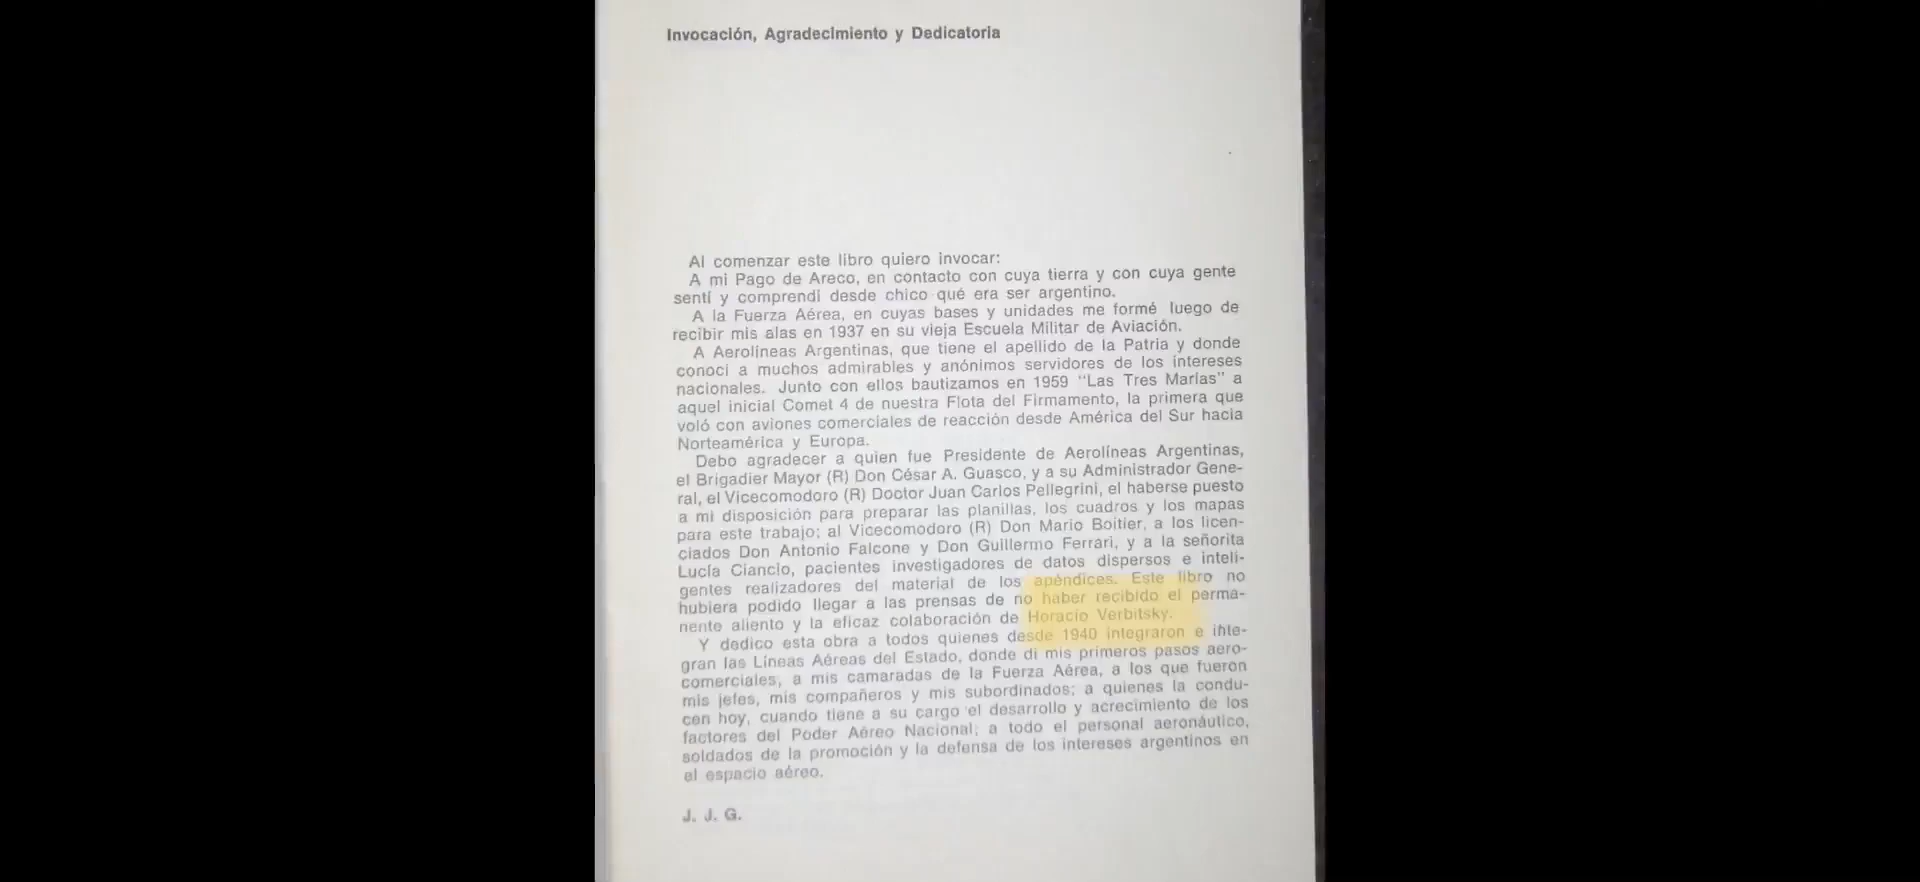 Invocación, Agradecimiento y Dedicatoria
Al comenzar este libro quiero invocar:
A mi Pago de Areco, en contacto con cuya tierra y con cuya gente
sentí y comprendí desde chico qué era ser argentino.
A la Fuerza Aérea, en cuyas bases y unidades me formé luego de
recibir mis alas en 1937 en su vieja Escuela Militar de Aviación.
A Aerolíneas Argentinas, que tiene el apellido de la Patria y donde
conocí a muchos admirables y anónimos servidores de los intereses
nacionales. Junto con ellos bautizamos en 1959 "Las Tres Marías" a
aquel inicial Comet 4 de nuestra Flota del Firmamento, la primera que
voló con aviones comerciales de reacción desde América del Sur hacia
Norteamérica y Europa.
Debo agradecer a quien fue Presidente de Aerolíneas Argentinas,
el Brigadier Mayor (R) Don César A. Guasco, y a su Administrador Gene-
ral, el Vicecomodoro (R) Doctor Juan Carlos Pellegrini, el haberse puesto
a mi disposición para preparar las planillas, los cuadros y los mapas
para este trabajo; al Vicecomodoro (R) Don Mario Boitier, a los licen-
ciados Don Antonio Falcone y Don Guillermo Ferrari, y a la señorita
Lucía Ciancio, pacientes investigadores de datos dispersos e inteli-
gentes realizadores del material de los apéndices. Este libro no
hubiera podido llegar a las prensas de no haber recibido el perma-
nente aliento y la eficaz colaboración de Horacio Verbitsky.
Y dedico esta obra a todos quienes desde 1940 integraron e inte-
gran las Líneas Aéreas del Estado, donde di mis primeros pasos aero-
comerciales, a mis camaradas de la Fuerza Aérea, a los que fueron
mis jefes, mis compañeros y mis subordinados; a quienes la condu-
cen hoy, cuando tiene a su cargo el desarrollo y acrecimiento de los
factores del Poder Aéreo Nacional; a todo el personal aeronáutico,
soldados de la promoción y la defensa de los intereses argentinos en
el espacio aéreo.
J. J. G.